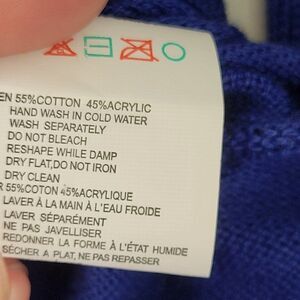 EN 55%COTTON 45%ACRYLIC
HAND WASH IN COLD WATER
WASH SEPARATELY
DO NOT BLEACH
RESHAPE WHILE DAMP
DRY FLAT,DO NOT IRON
DRY CLEAN
R 55%COTON 45%ACRYLIQUE
LAVER À LA MAIN À L'EAU FROIDE
LAVER SÉPARÉMENT
NE PAS JAVELLISER
REDONNER LA FORME À L'ÉTAT HUMIDE
SÉCHER A PLAT, NE PAS REPASSER